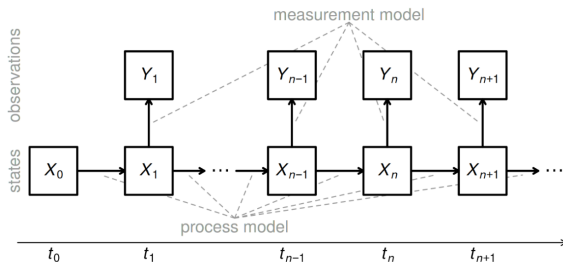 measurement model
observations
Y1 Yn−1 Yn Yn+1
states
X0 X1 ⋯ Xn−1 Xn Xn+1 ⋯
process model
t0 t1 tn−1 tn tn+1